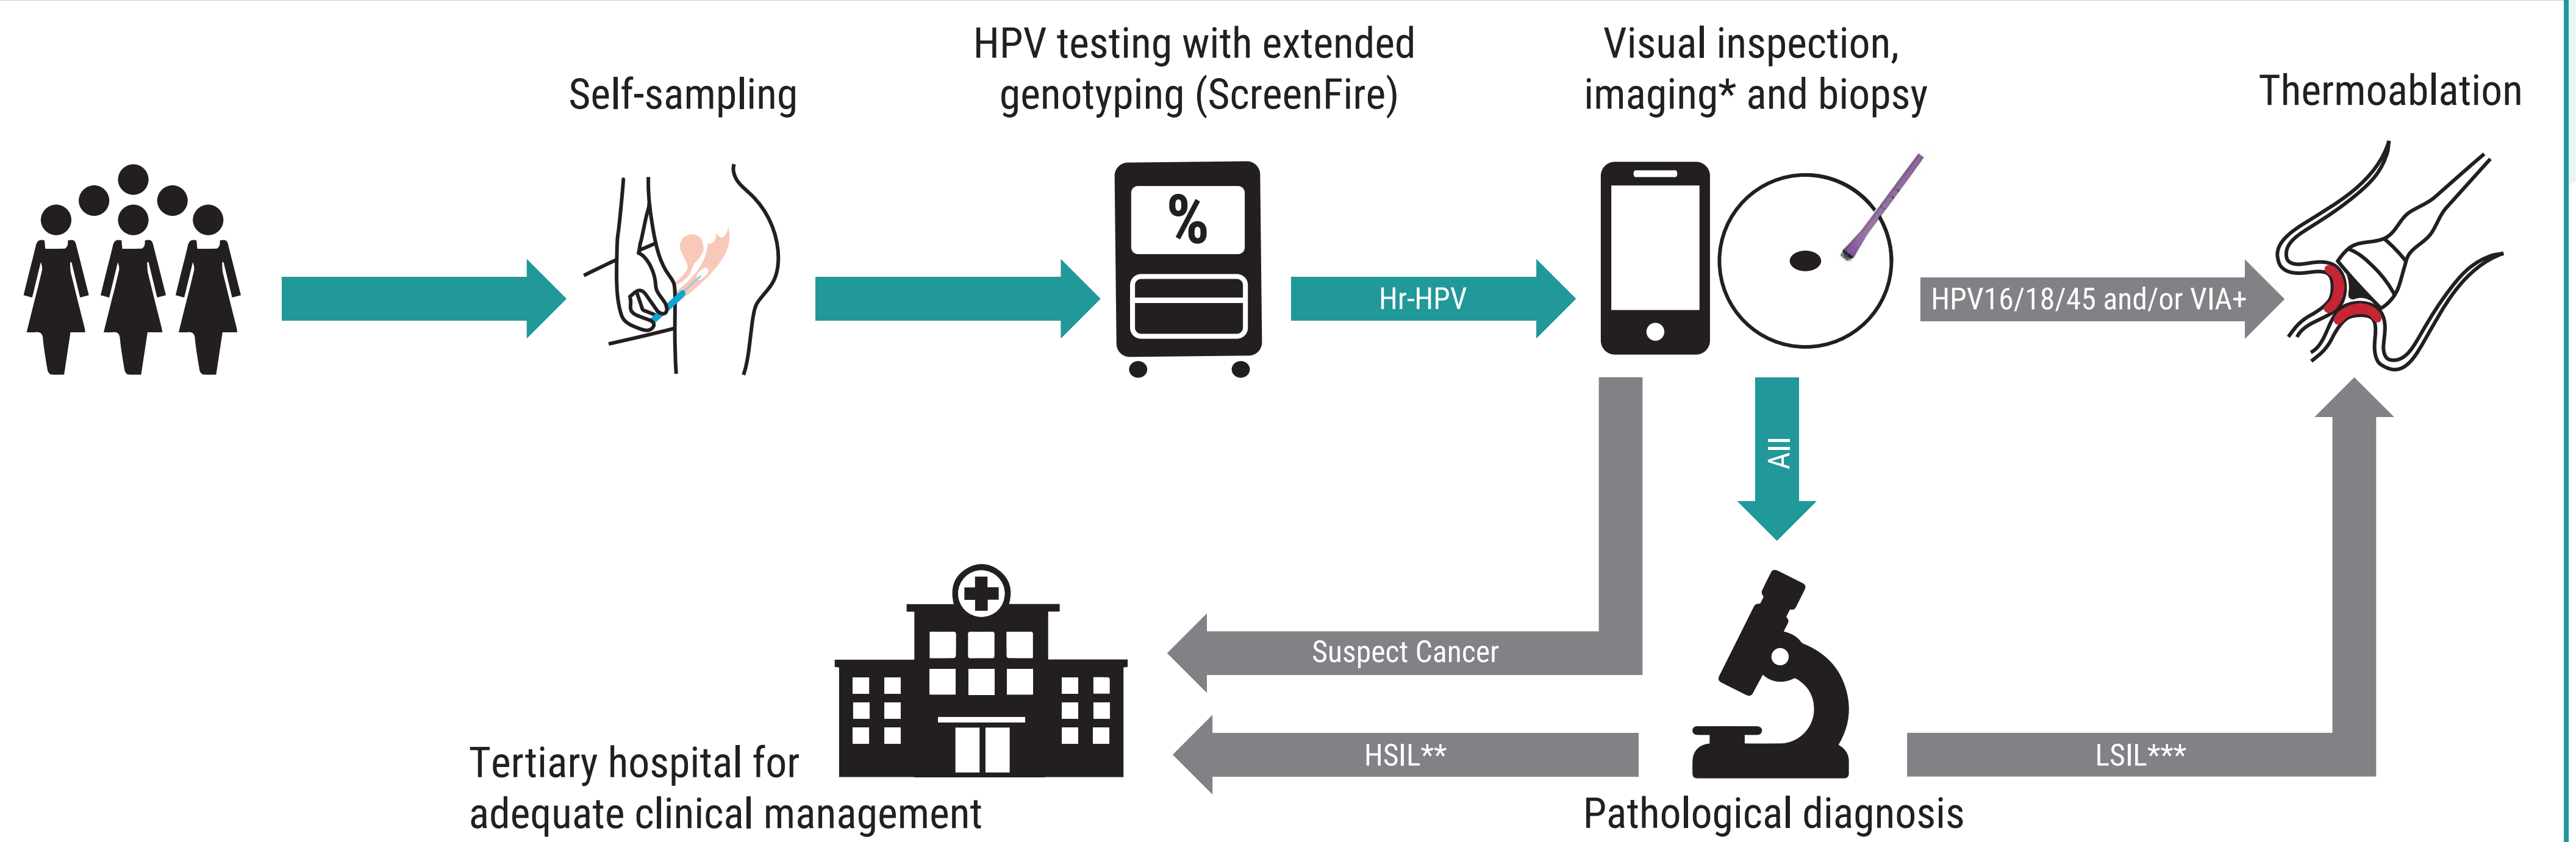 Self-sampling
HPV testing with extended
genotyping (ScreenFire)
Visual inspection,
imaging* and biopsy
Thermoablation
%
Hr-HPV
HPV16/18/45 and/or VIA+
All
Suspect Cancer
HSIL**
LSIL***
Tertiary hospital for
adequate clinical management
Pathological diagnosis